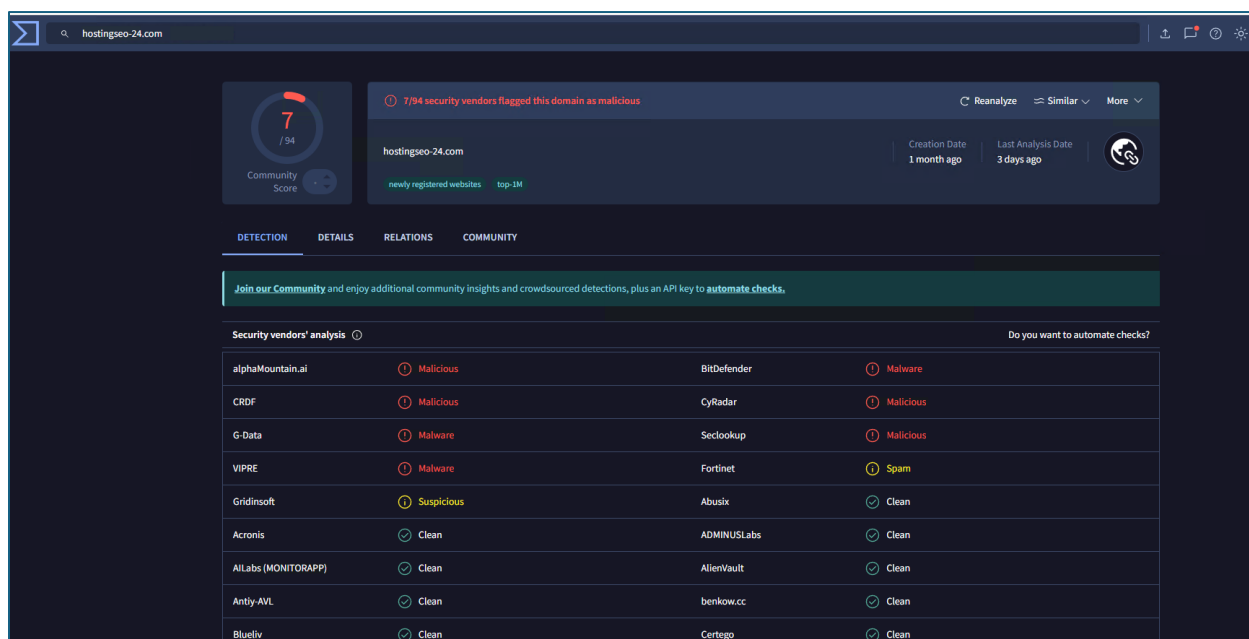 hostingseo-24.com
7
/ 94
Community
Score
-
7/94 security vendors flagged this domain as malicious
Reanalyze
Similar
More
hostingseo-24.com
newly registered websites
top-1M
Creation Date
1 month ago
Last Analysis Date
3 days ago
DETECTION DETAILS RELATIONS COMMUNITY
Join our Community and enjoy additional community insights and crowdsourced detections, plus an API key to automate checks.
Security vendors' analysis Do you want to automate checks?
alphaMountain.ai Malicious BitDefender Malware
CRDF Malicious CyRadar Malicious
G-Data Malware Seclookup Malicious
VIPRE Malware Fortinet Spam
Gridinsoft Suspicious Abusix Clean
Acronis Clean ADMINUSLabs Clean
AILabs (MONITORAPP) Clean AlienVault Clean
Antiy-AVL Clean benkow.cc Clean
Blueliv Clean Certego Clean